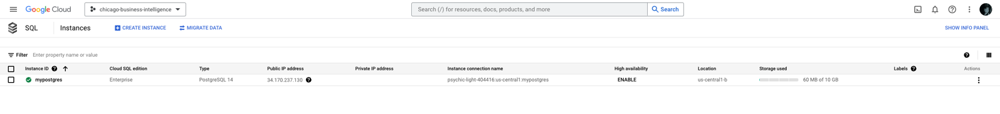 Google Cloud chicago-business-intelligence Search (/) for resources, docs, products, and more Search
SQL Instances CREATE INSTANCE MIGRATE DATA SHOW INFO PANEL
Filter Enter property name or value
Instance ID Cloud SQL edition Type Public IP address Private IP address Instance connection name High availability Location Storage used Labels Actions
mypostgres Enterprise PostgreSQL 14 34.170.237.130 psychic-light-404416:us-central1:mypostgres ENABLE us-central1-b 60 MB of 10 GB